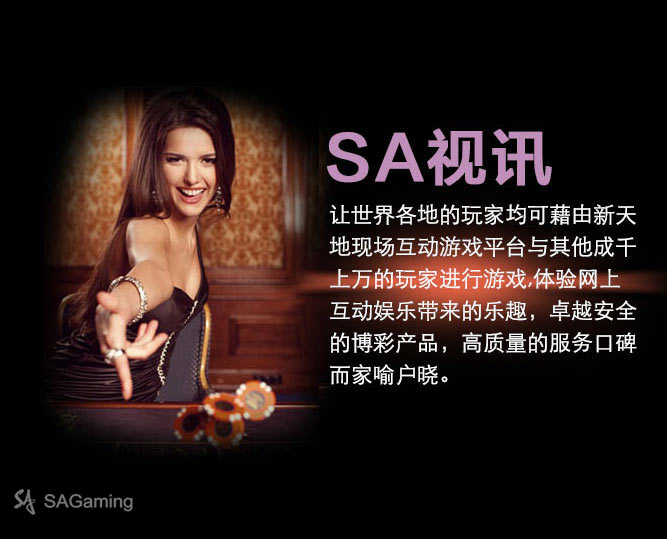 SA视讯
让世界各地的玩家均可藉由新天
地现场互动游戏平台与其他成千
上万的玩家进行游戏,体验网上
互动娱乐带来的乐趣，卓越安全
的博彩产品，高质量的服务口碑
而家喻户晓。
SAGaming